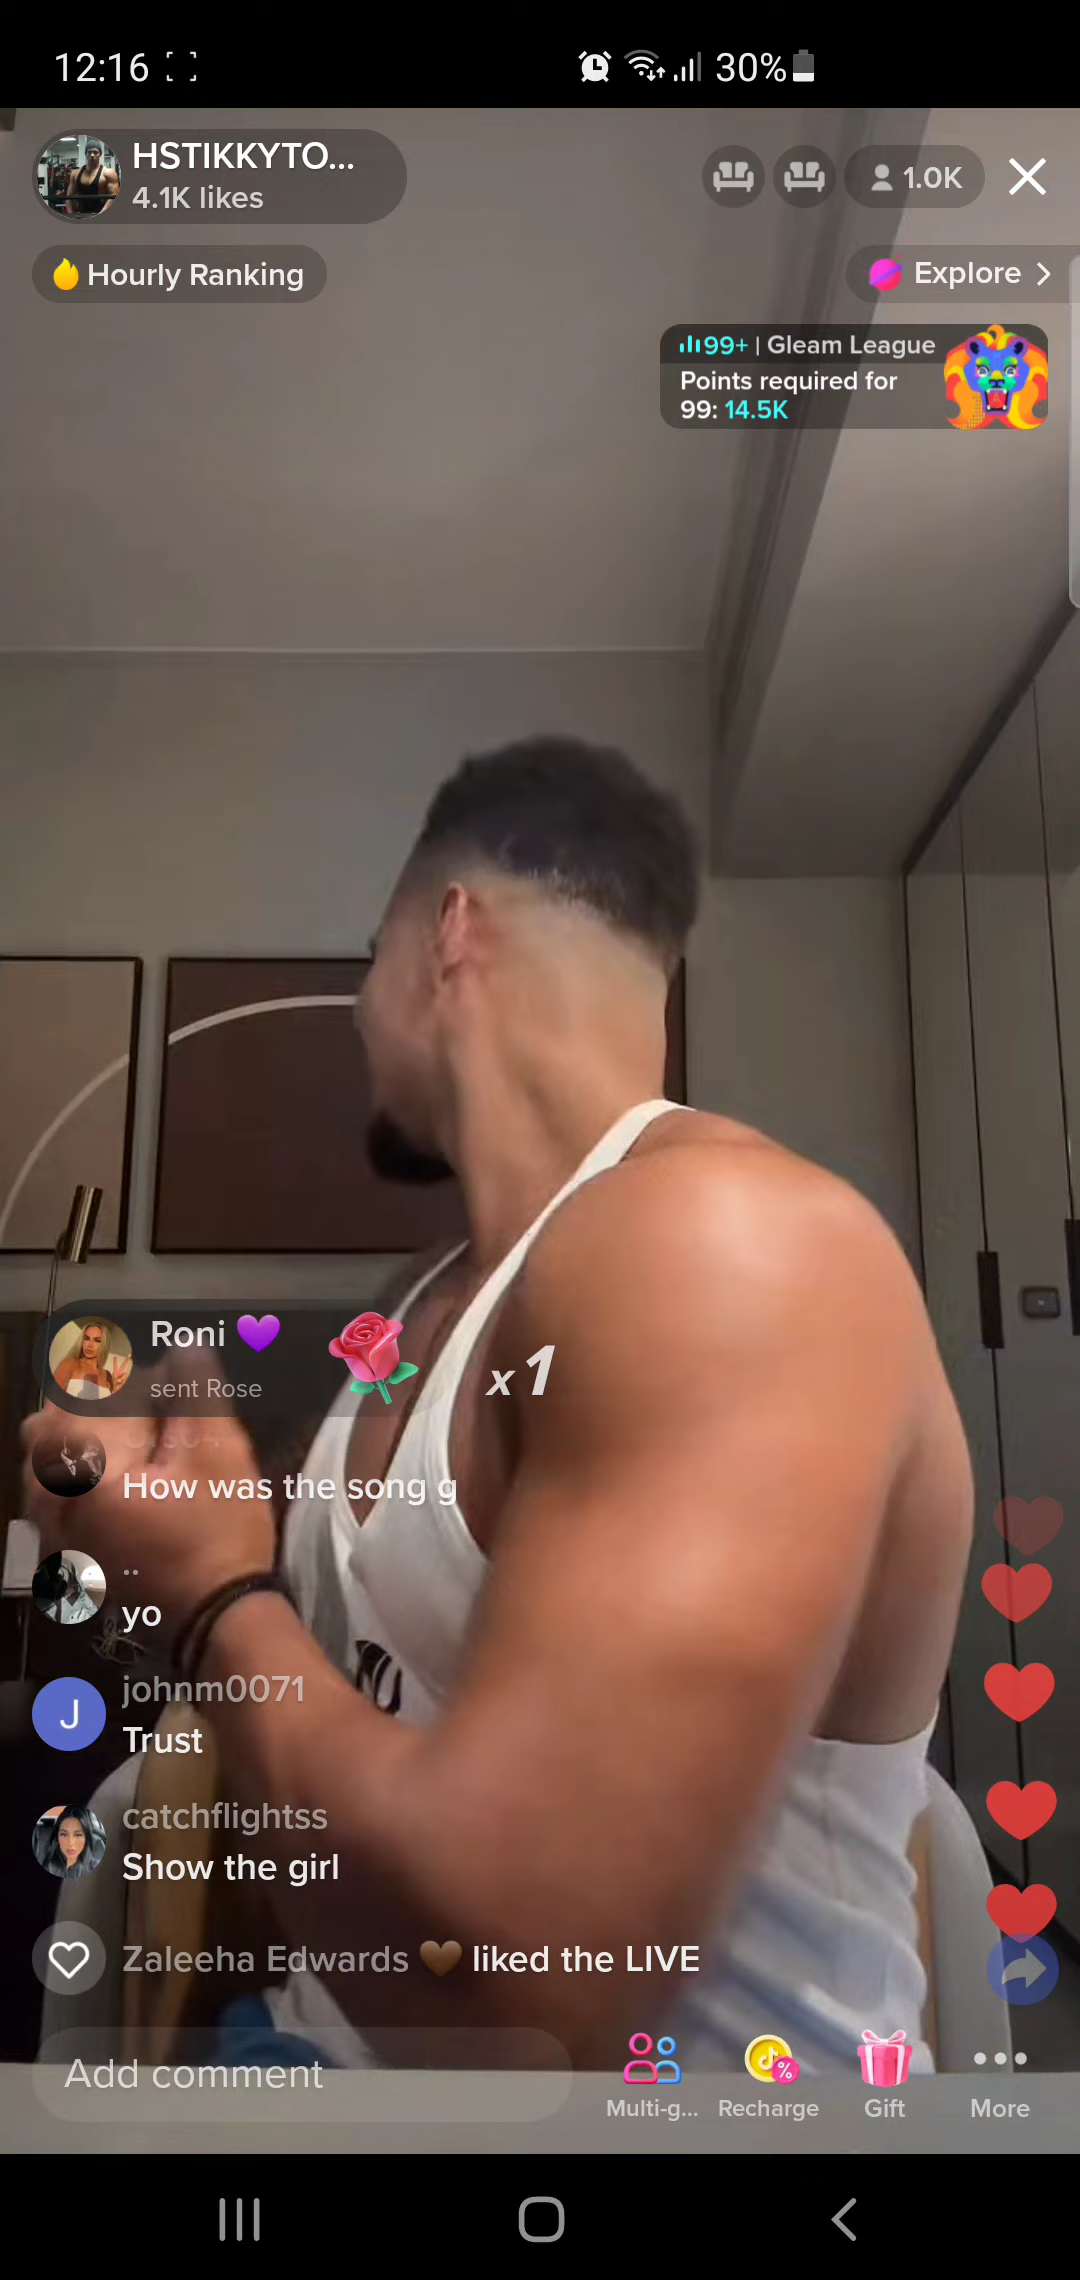 12:16
30%
HSTIKKYTO...
4.1K likes
1.0K
Hourly Ranking
Explore
99+ | Gleam League
Points required for
99: 14.5K
Roni
sent Rose
x1
How was the song g
..
yo
J
johnm0071
Trust
catchflightss
Show the girl
Zaleeha Edwards liked the LIVE
Add comment
Multi-g...
Recharge
Gift
More